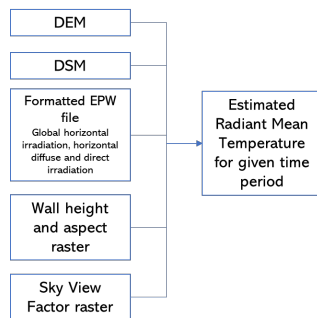 DEM
DSM
Formatted EPW
file
Global horizontal
irradiation, horizontal
diffuse and direct
irradiation
Wall height
and aspect
raster
Sky View
Factor raster
Estimated
Radiant Mean
Temperature
for given time
period